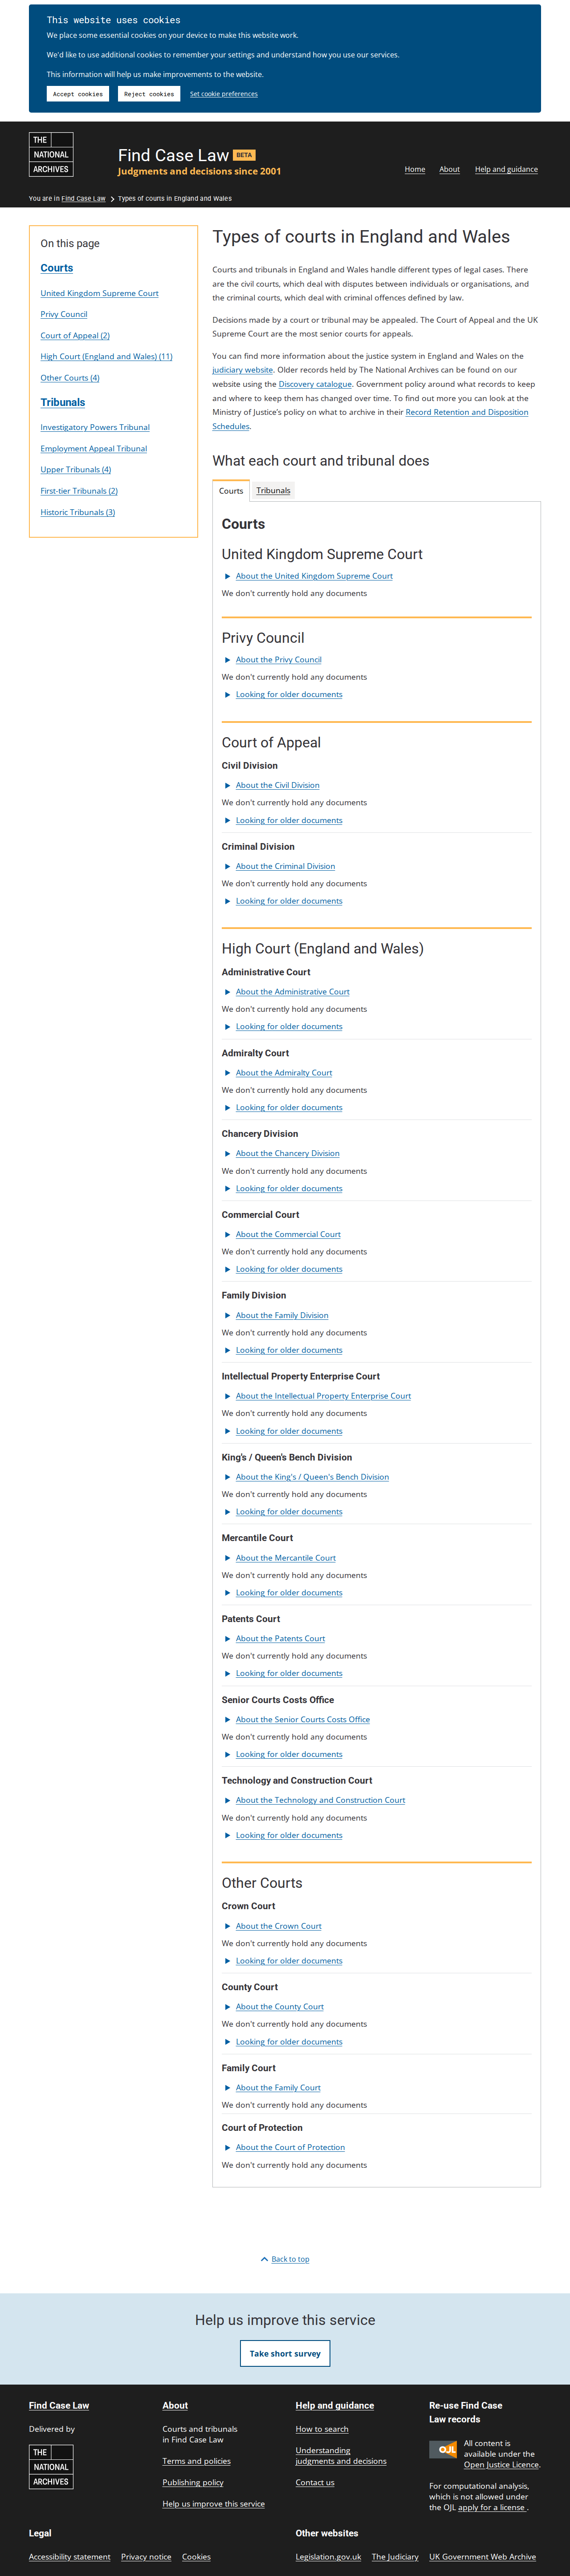 This website uses cookies
We place some essential cookies on your device to make this website work.
We'd like to use additional cookies to remember your settings and understand how you use our services.
This information will help us make improvements to the website.
Accept cookies
Reject cookies
Set cookie preferences
THE
NATIONAL
ARCHIVES
Find Case Law BETA
Judgments and decisions since 2001
Home
About
Help and guidance
You are in Find Case Law
Types of courts in England and Wales
On this page
Courts
United Kingdom Supreme Court
Privy Council
Court of Appeal (2)
High Court (England and Wales) (11)
Other Courts (4)
Tribunals
Investigatory Powers Tribunal
Employment Appeal Tribunal
Upper Tribunals (4)
First-tier Tribunals (2)
Historic Tribunals (3)
Types of courts in England and Wales
Courts and tribunals in England and Wales handle different types of legal cases. There
are the civil courts, which deal with disputes between individuals or organisations, and
the criminal courts, which deal with criminal offences defined by law.
Decisions made by a court or tribunal may be appealed. The Court of Appeal and the UK
Supreme Court are the most senior courts for appeals.
You can find more information about the justice system in England and Wales on the
judiciary website. Older records held by The National Archives can be found on our
website using the Discovery catalogue. Government policy around what records to keep
and where to keep them has changed over time. To find out more you can look at the
Ministry of Justice's policy on what to archive in their Record Retention and Disposition
Schedules.
What each court and tribunal does
Courts
Tribunals
Courts
United Kingdom Supreme Court
About the United Kingdom Supreme Court
We don't currently hold any documents
Privy Council
About the Privy Council
We don't currently hold any documents
Looking for older documents
Court of Appeal
Civil Division
About the Civil Division
We don't currently hold any documents
Looking for older documents
Criminal Division
About the Criminal Division
We don't currently hold any documents
Looking for older documents
High Court (England and Wales)
Administrative Court
About the Administrative Court
We don't currently hold any documents
Looking for older documents
Admiralty Court
About the Admiralty Court
We don't currently hold any documents
Looking for older documents
Chancery Division
About the Chancery Division
We don't currently hold any documents
Looking for older documents
Commercial Court
About the Commercial Court
We don't currently hold any documents
Looking for older documents
Family Division
About the Family Division
We don't currently hold any documents
Looking for older documents
Intellectual Property Enterprise Court
About the Intellectual Property Enterprise Court
We don't currently hold any documents
Looking for older documents
King's / Queen's Bench Division
About the King's / Queen's Bench Division
We don't currently hold any documents
Looking for older documents
Mercantile Court
About the Mercantile Court
We don't currently hold any documents
Looking for older documents
Patents Court
About the Patents Court
We don't currently hold any documents
Looking for older documents
Senior Courts Costs Office
About the Senior Courts Costs Office
We don't currently hold any documents
Looking for older documents
Technology and Construction Court
About the Technology and Construction Court
We don't currently hold any documents
Looking for older documents
Other Courts
Crown Court
About the Crown Court
We don't currently hold any documents
Looking for older documents
County Court
About the County Court
We don't currently hold any documents
Looking for older documents
Family Court
About the Family Court
We don't currently hold any documents
Court of Protection
About the Court of Protection
We don't currently hold any documents
Back to top
Help us improve this service
Take short survey
Find Case Law
Delivered by
THE
NATIONAL
ARCHIVES
About
Courts and tribunals
in Find Case Law
Terms and policies
Publishing policy
Help us improve this service
Help and guidance
How to search
Understanding
judgments and decisions
Contact us
Re-use Find Case
Law records
OJL
All content is
available under the
Open Justice Licence.
For computational analysis,
which is not allowed under
the OJL apply for a license .
Legal
Accessibility statement
Privacy notice
Cookies
Other websites
Legislation.gov.uk
The Judiciary
UK Government Web Archive